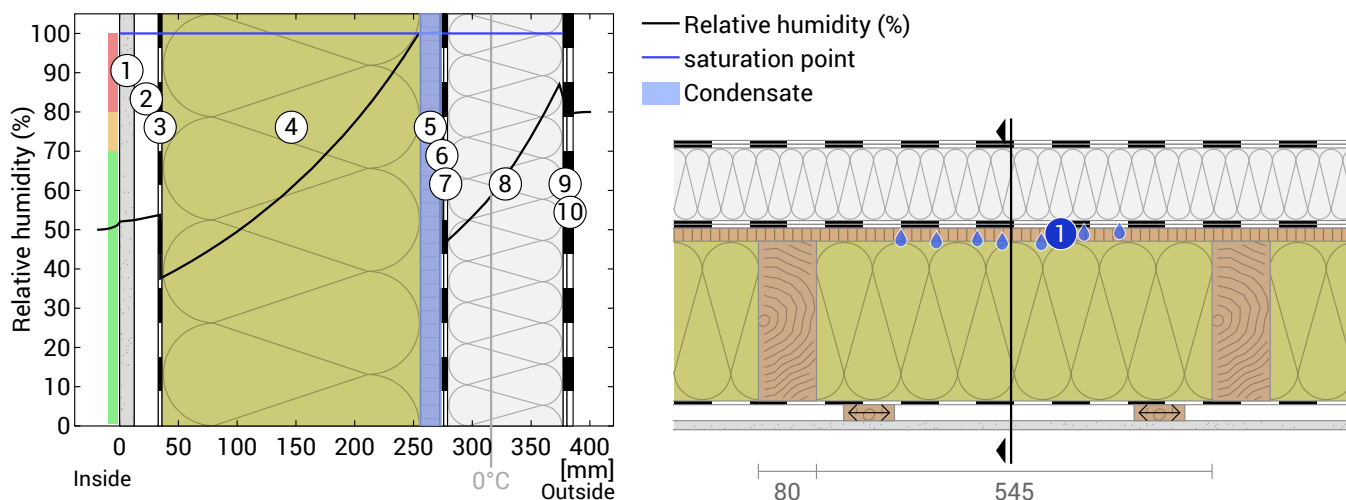 Relative humidity (%)
100
90
80
70
60
50
40
30
20
10
0
1
2
3
4
5
6
7
8
9
10
0 50 100 150 200 250 300 350 400
[mm]
Inside
0°C
Outside
Relative humidity (%)
saturation point
Condensate
1
80 545